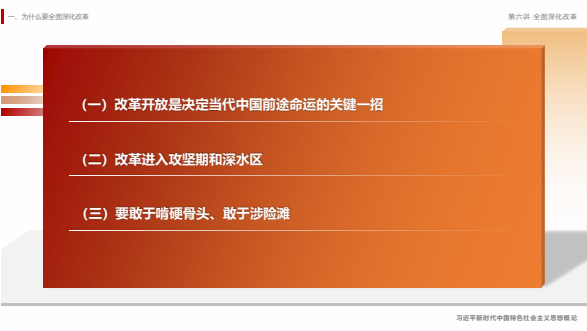 一、为什么要全面深化改革
第六讲 全面深化改革
（一）改革开放是决定当代中国前途命运的关键一招
（二）改革进入攻坚期和深水区
（三）要敢于啃硬骨头、敢于涉险滩
习近平新时代中国特色社会主义思想概论